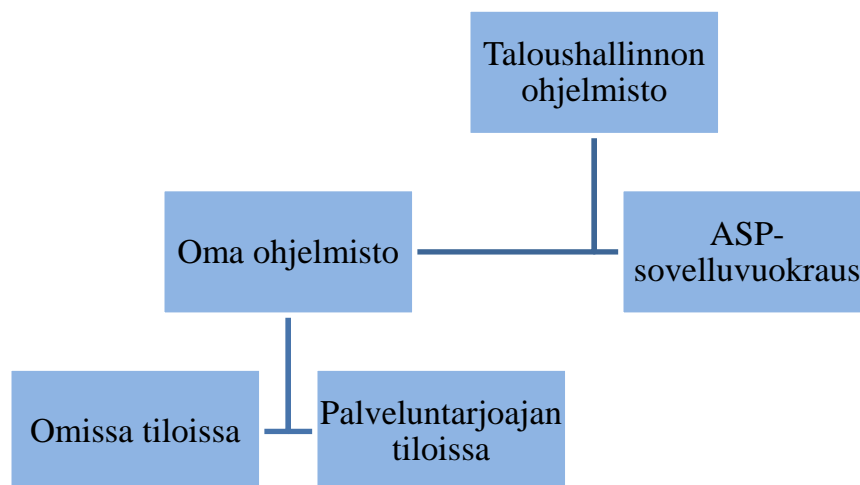 Taloushallinnon
ohjelmisto
Oma ohjelmisto
ASP-
sovelluvuokraus
Omissa tiloissa
Palveluntarjoajan
tiloissa